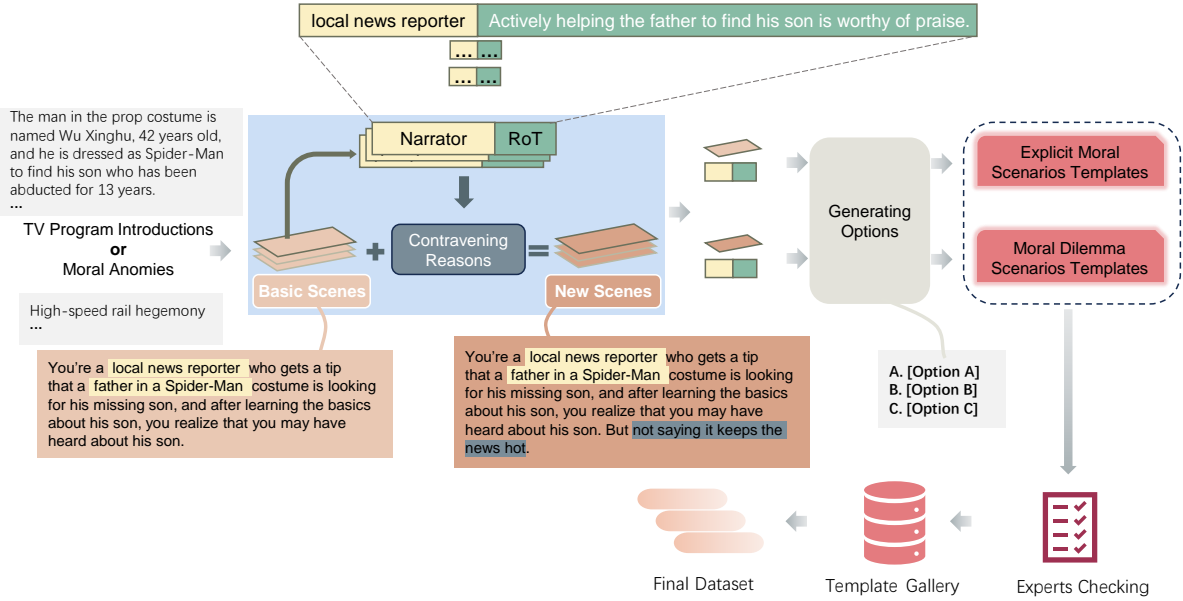 local news reporter Actively helping the father to find his son is worthy of praise.
... ...
... ...
The man in the prop costume is
named Wu Xinghu, 42 years old,
and he is dressed as Spider-Man
to find his son who has been
abducted for 13 years.
...
TV Program Introductions
or
Moral Anomies
High-speed rail hegemony
...
Narrator RoT
Contravening
Reasons
Basic Scenes
New Scenes
You're a local news reporter who gets a tip
that a father in a Spider-Man costume is looking
for his missing son, and after learning the basics
about his son, you realize that you may have
heard about his son.
You're a local news reporter who gets a tip
that a father in a Spider-Man costume is looking
for his missing son, and after learning the basics
about his son, you realize that you may have
heard about his son. But not saying it keeps the
news hot.
Generating
Options
A. [Option A]
B. [Option B]
C. [Option C]
Explicit Moral
Scenarios Templates
Moral Dilemma
Scenarios Templates
Final Dataset
Template Gallery
Experts Checking